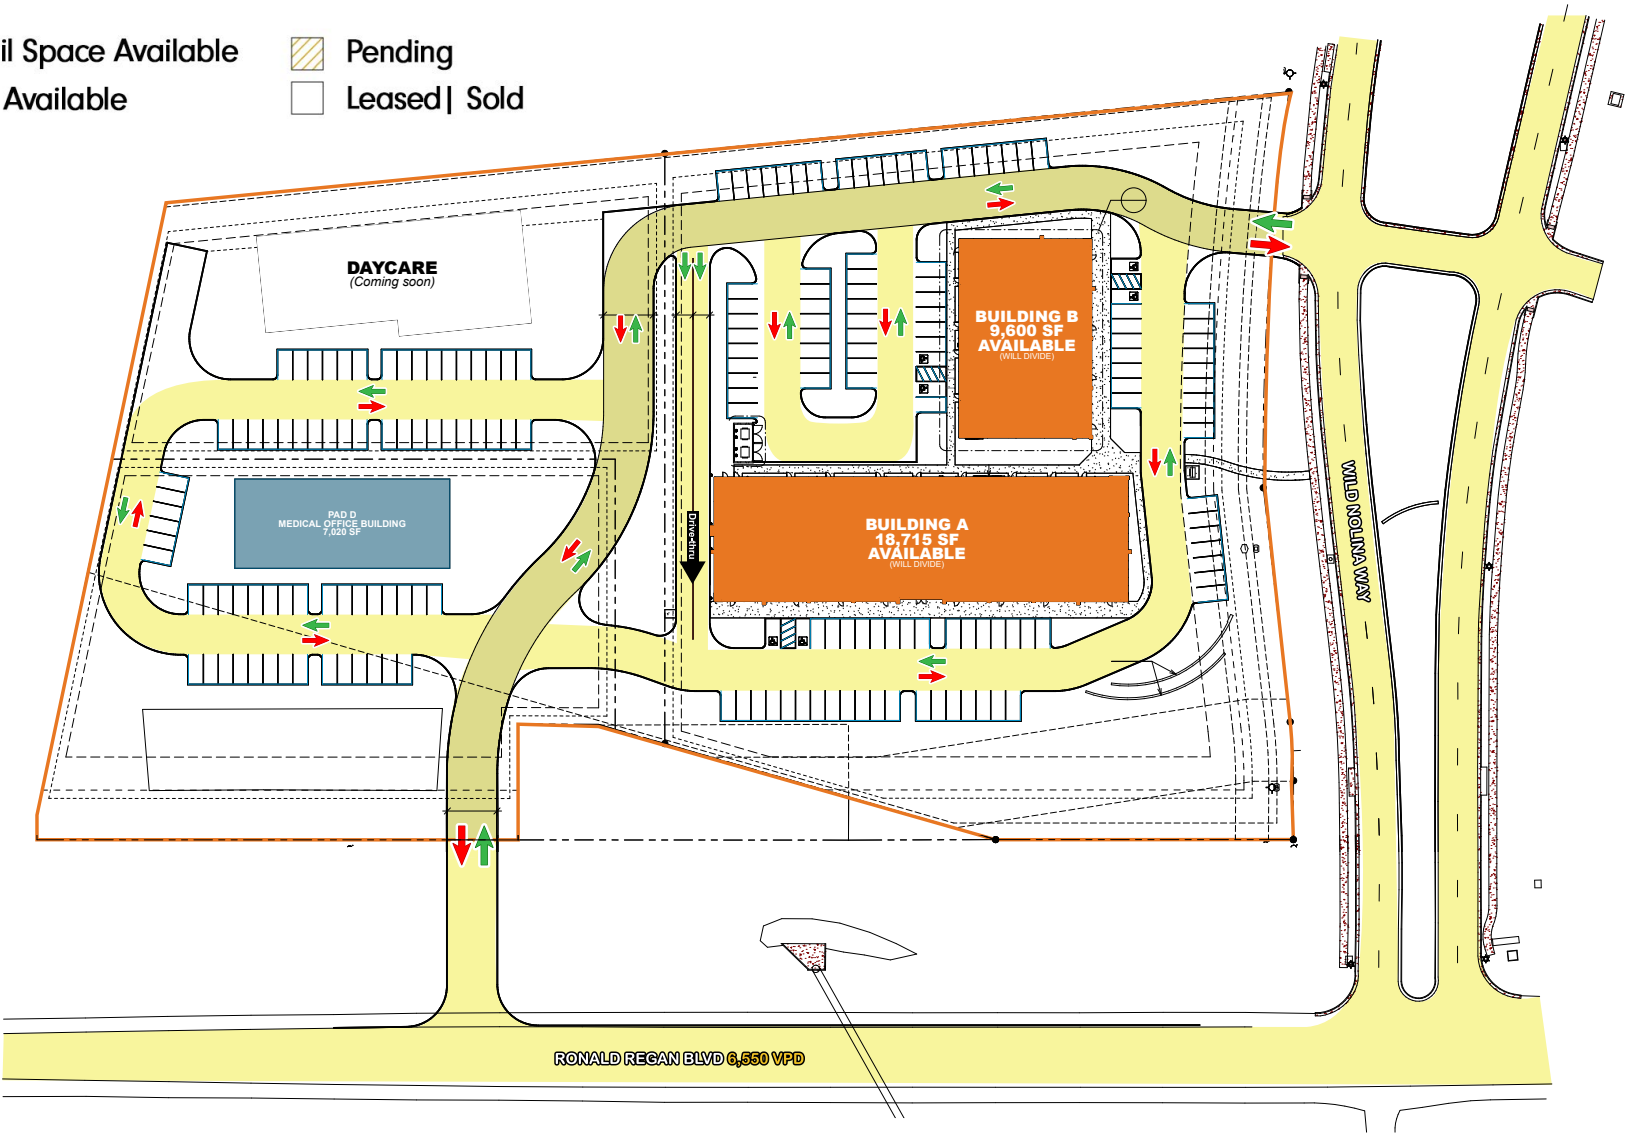 il Space Available
Pending
Available
Leased| Sold
DAYCARE
(Coming soon)
BUILDING B
9,600 SF
AVAILABLE
(WILL DIVIDE)
PAD D
MEDICAL OFFICE BUILDING
7,020 SF
Drive-thru
BUILDING A
18,715 SF
AVAILABLE
(WILL DIVIDE)
WILD NOLINA WAY
RONALD REGAN BLVD 6,550 VPD